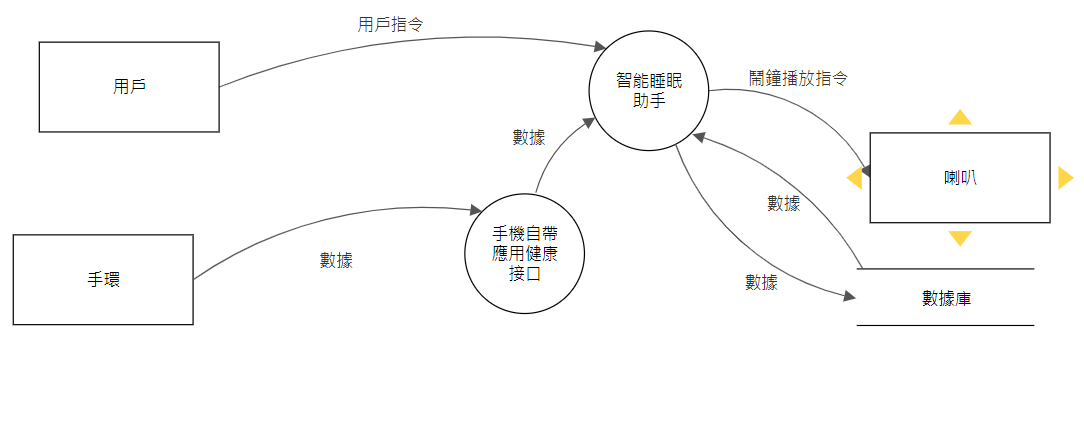 用戶指令
用戶
智能睡眠
助手
鬧鐘播放指令
數據
喇叭
數據
手機自帶
應用健康
接口
數據
手環
數據
數據庫